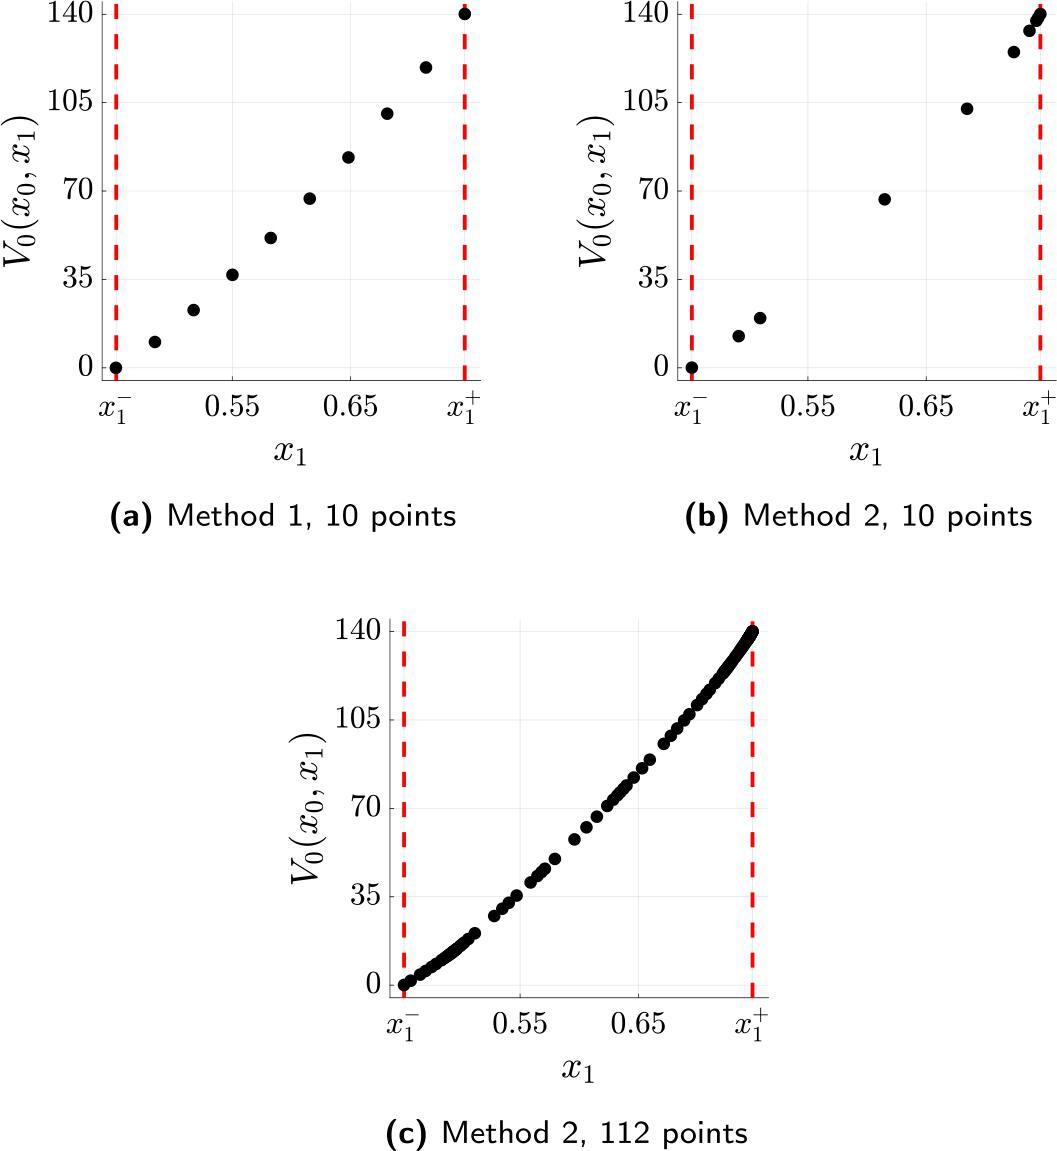 140
105
70
35
0
V₀(x₀, x₁)
x₁⁻ 0.55 0.65 x₁⁺
x₁
(a) Method 1, 10 points
140
105
70
35
0
V₀(x₀, x₁)
x₁⁻ 0.55 0.65 x₁⁺
x₁
(b) Method 2, 10 points
140
105
70
35
0
V₀(x₀, x₁)
x₁⁻ 0.55 0.65 x₁⁺
x₁
(c) Method 2, 112 points